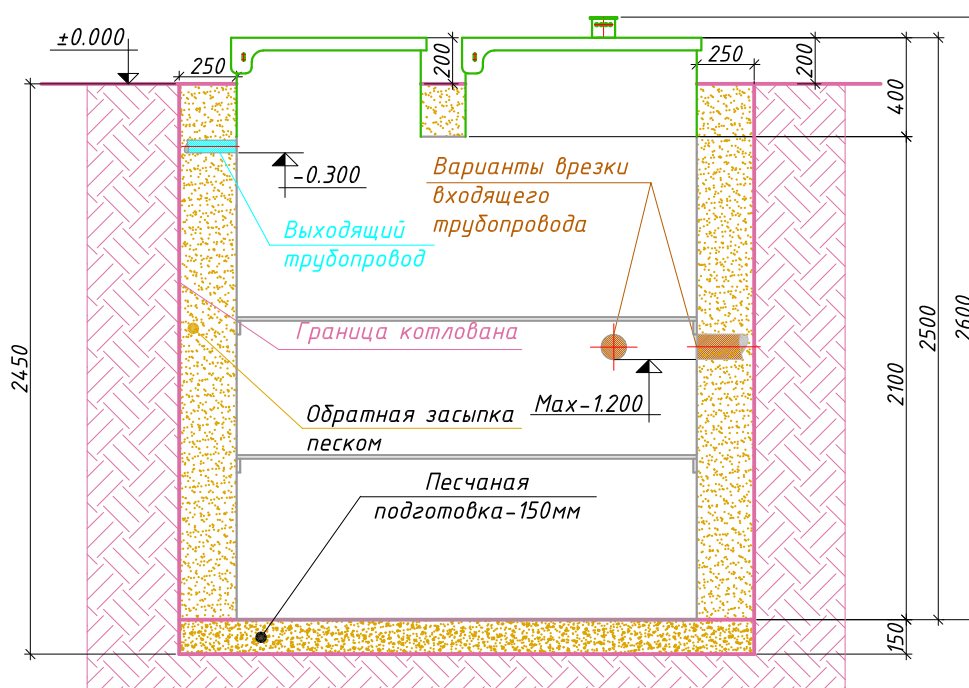 ±0.000
250
200
250
200
400
-0.300
Варианты врезки
входящего
трубопровода
Выходящий
трубопровод
Граница котлована
2450
2100
2500
2600
Max-1.200
Обратная засыпка
песком
Песчаная
подготовка-150мм
150